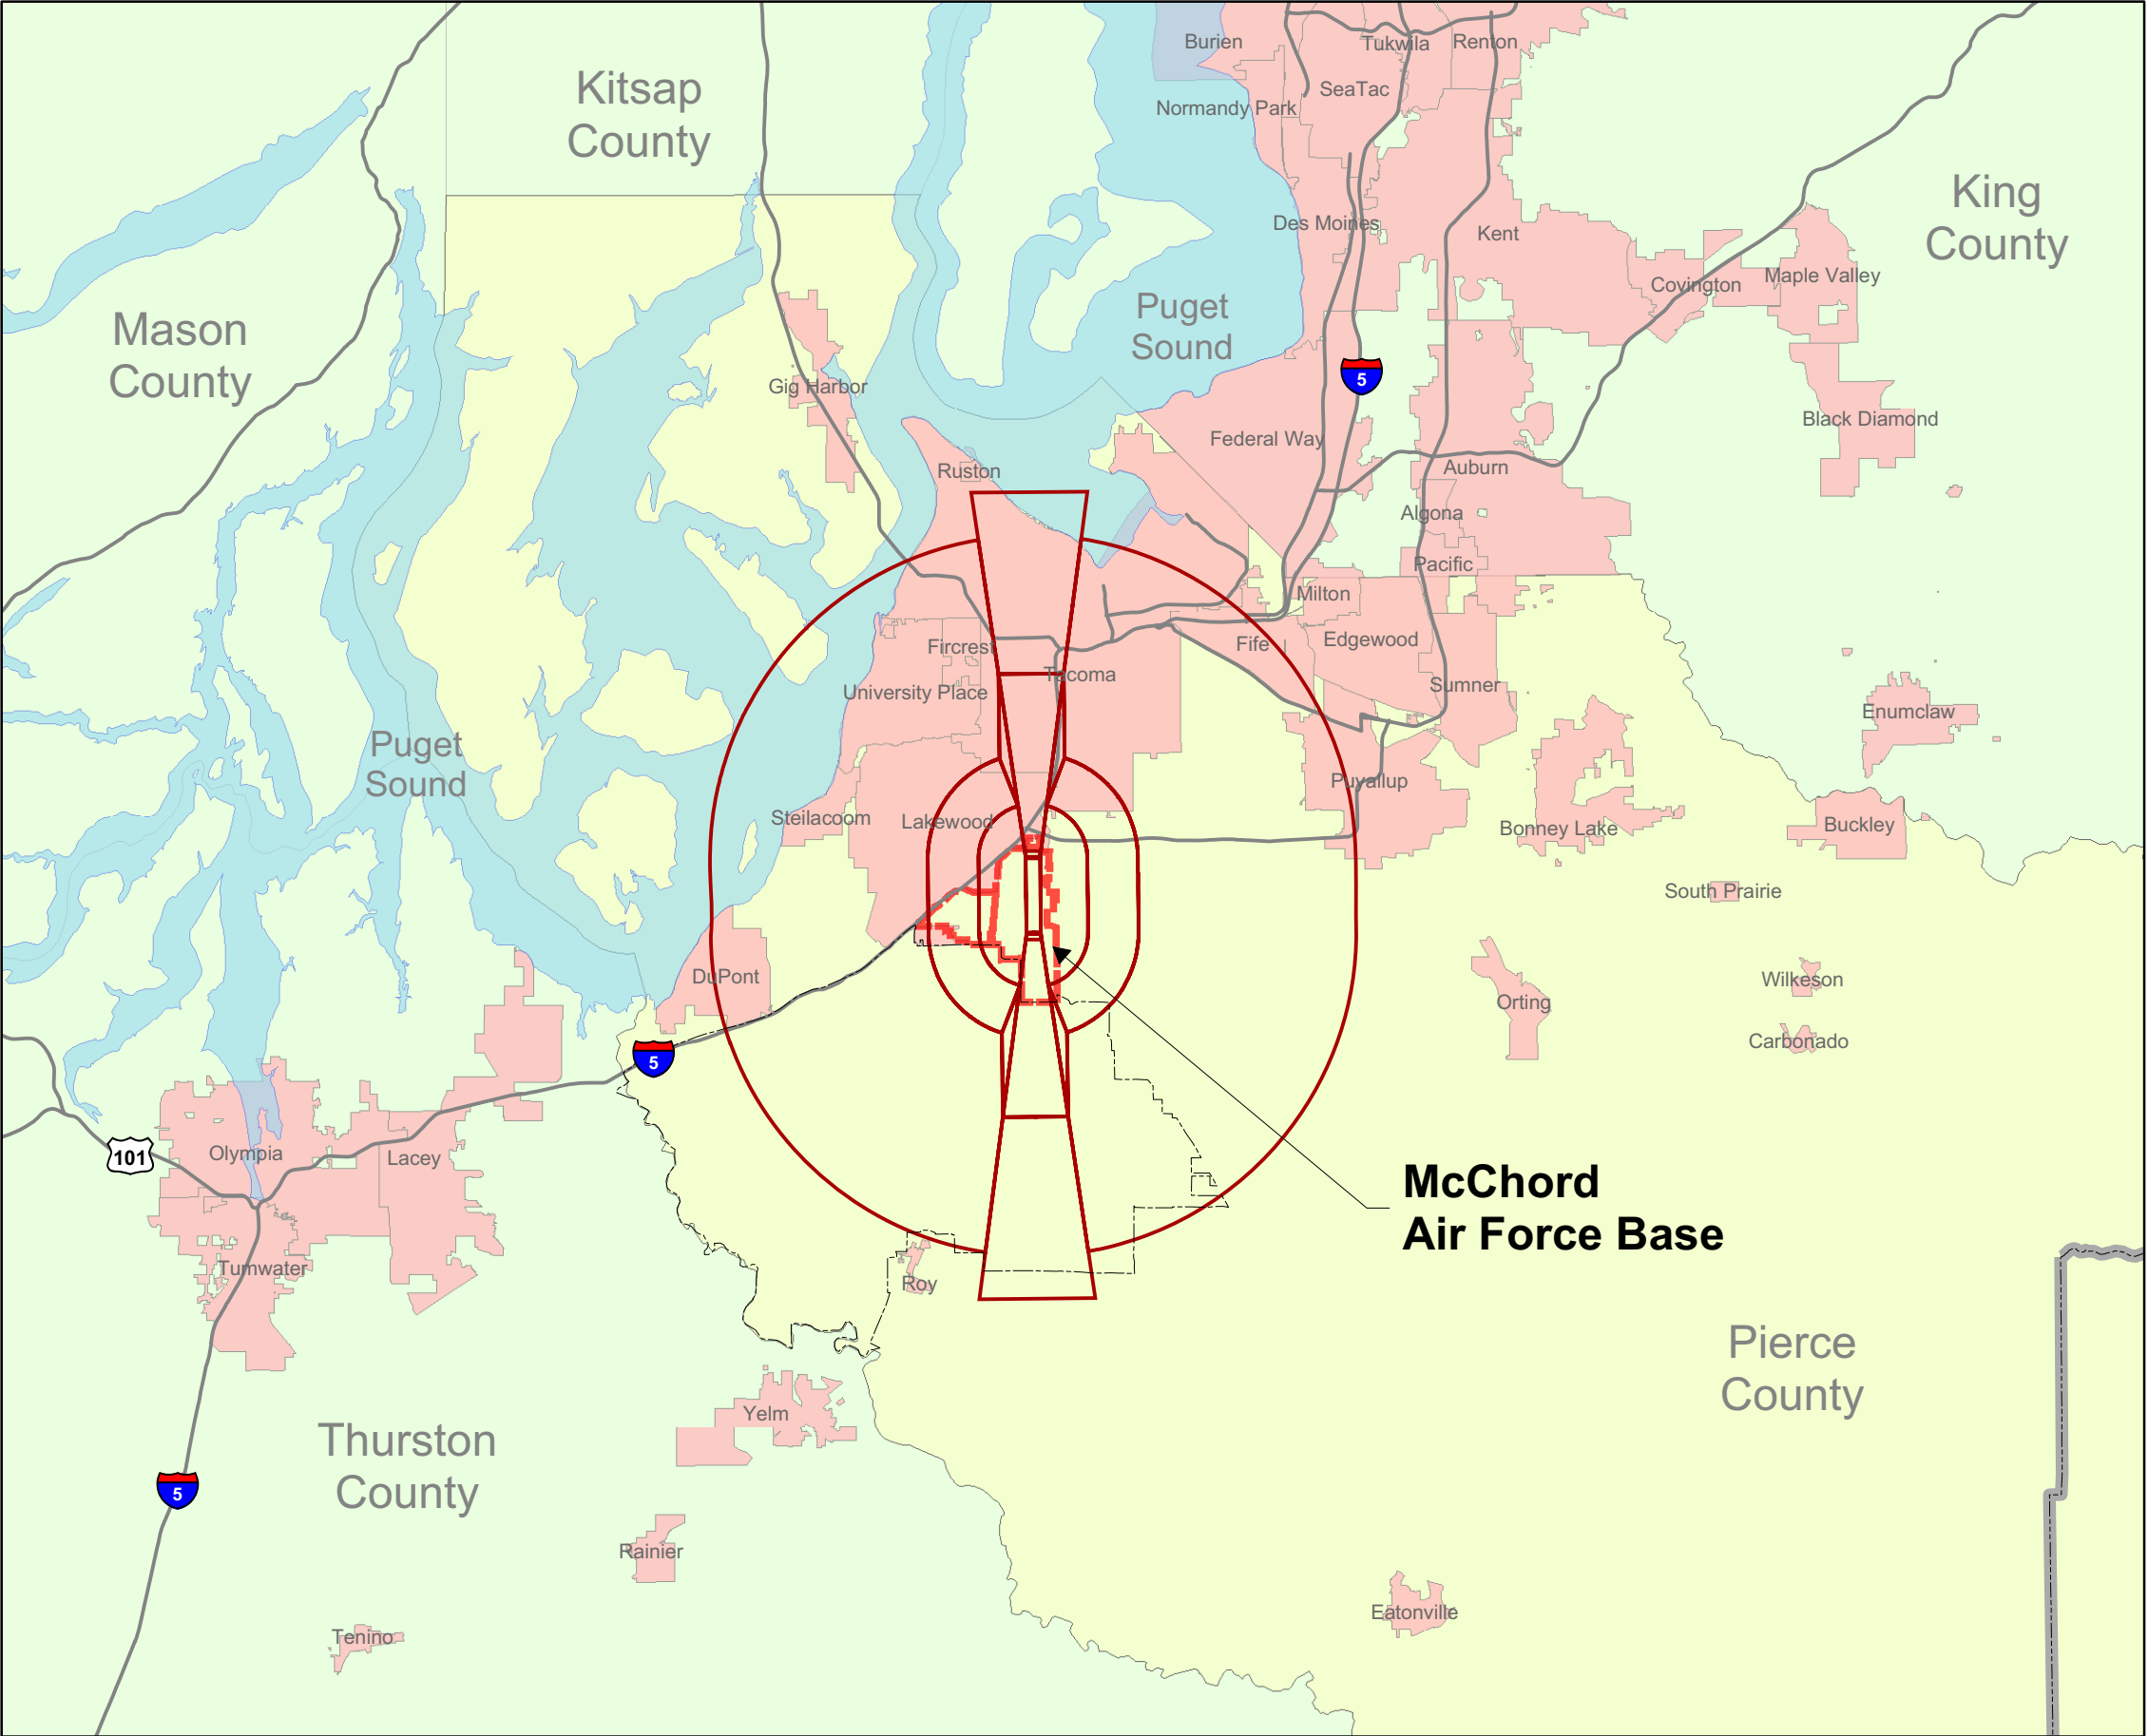 Burien
Tukwila
Renton
Kitsap
County
SeaTac
Normandy Park
King
County
Des Moines
Kent
Covington
Maple Valley
Puget
Sound
Mason
County
5
Gig Harbor
Black Diamond
Federal Way
Ruston
Auburn
Algona
Pacific
Milton
Fircrest
Fife
Edgewood
Tacoma
University Place
Sumner
Enumclaw
Puget
Sound
Puyallup
Steilacoom
Lakewood
Bonney Lake
Buckley
South Prairie
DuPont
Wilkeson
Orting
Carbonado
5
101
Olympia
Lacey
McChord
Air Force Base
Tumwater
Roy
Pierce
County
Yelm
Thurston
County
5
Rainier
Eatonville
Tenino